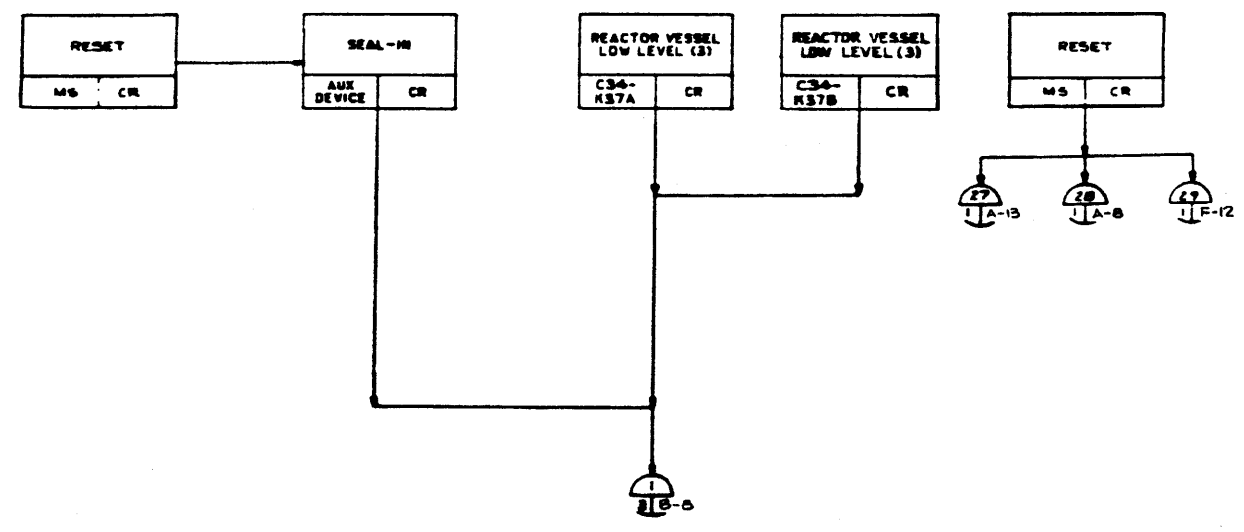 RESET
MS CR
SEAL-IN
AUX DEVICE CR
REACTOR VESSEL
LOW LEVEL (3)
C34-
K37A CR
REACTOR VESSEL
LOW LEVEL (3)
C34-
K37B CR
RESET
MS CR
27
1 A-13
28
1 A-8
29
1 F-12
1
B-8